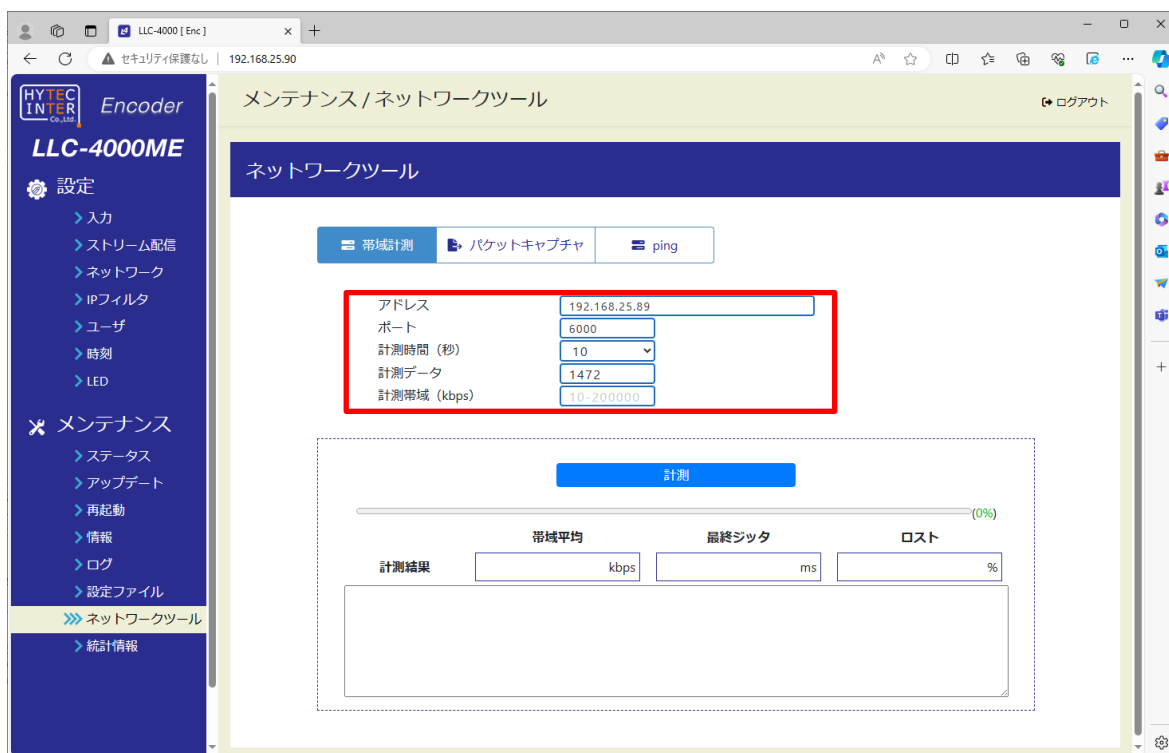 LLC-4000 [ Enc ]
セキュリティ保護なし
192.168.25.90
HYTEC
INTER
Co.,Ltd.
Encoder
LLC-4000ME
設定
入力
ストリーム配信
ネットワーク
IPフィルタ
ユーザ
時刻
LED
メンテナンス
ステータス
アップデート
再起動
情報
ログ
設定ファイル
ネットワークツール
統計情報
メンテナンス / ネットワークツール
ログアウト
ネットワークツール
帯域計測
パケットキャプチャ
ping
アドレス 192.168.25.89
ポート 6000
計測時間（秒） 10
計測データ 1472
計測帯域（kbps） 10-200000
計測
(0%)
帯域平均 最終ジッタ ロスト
計測結果 kbps ms %